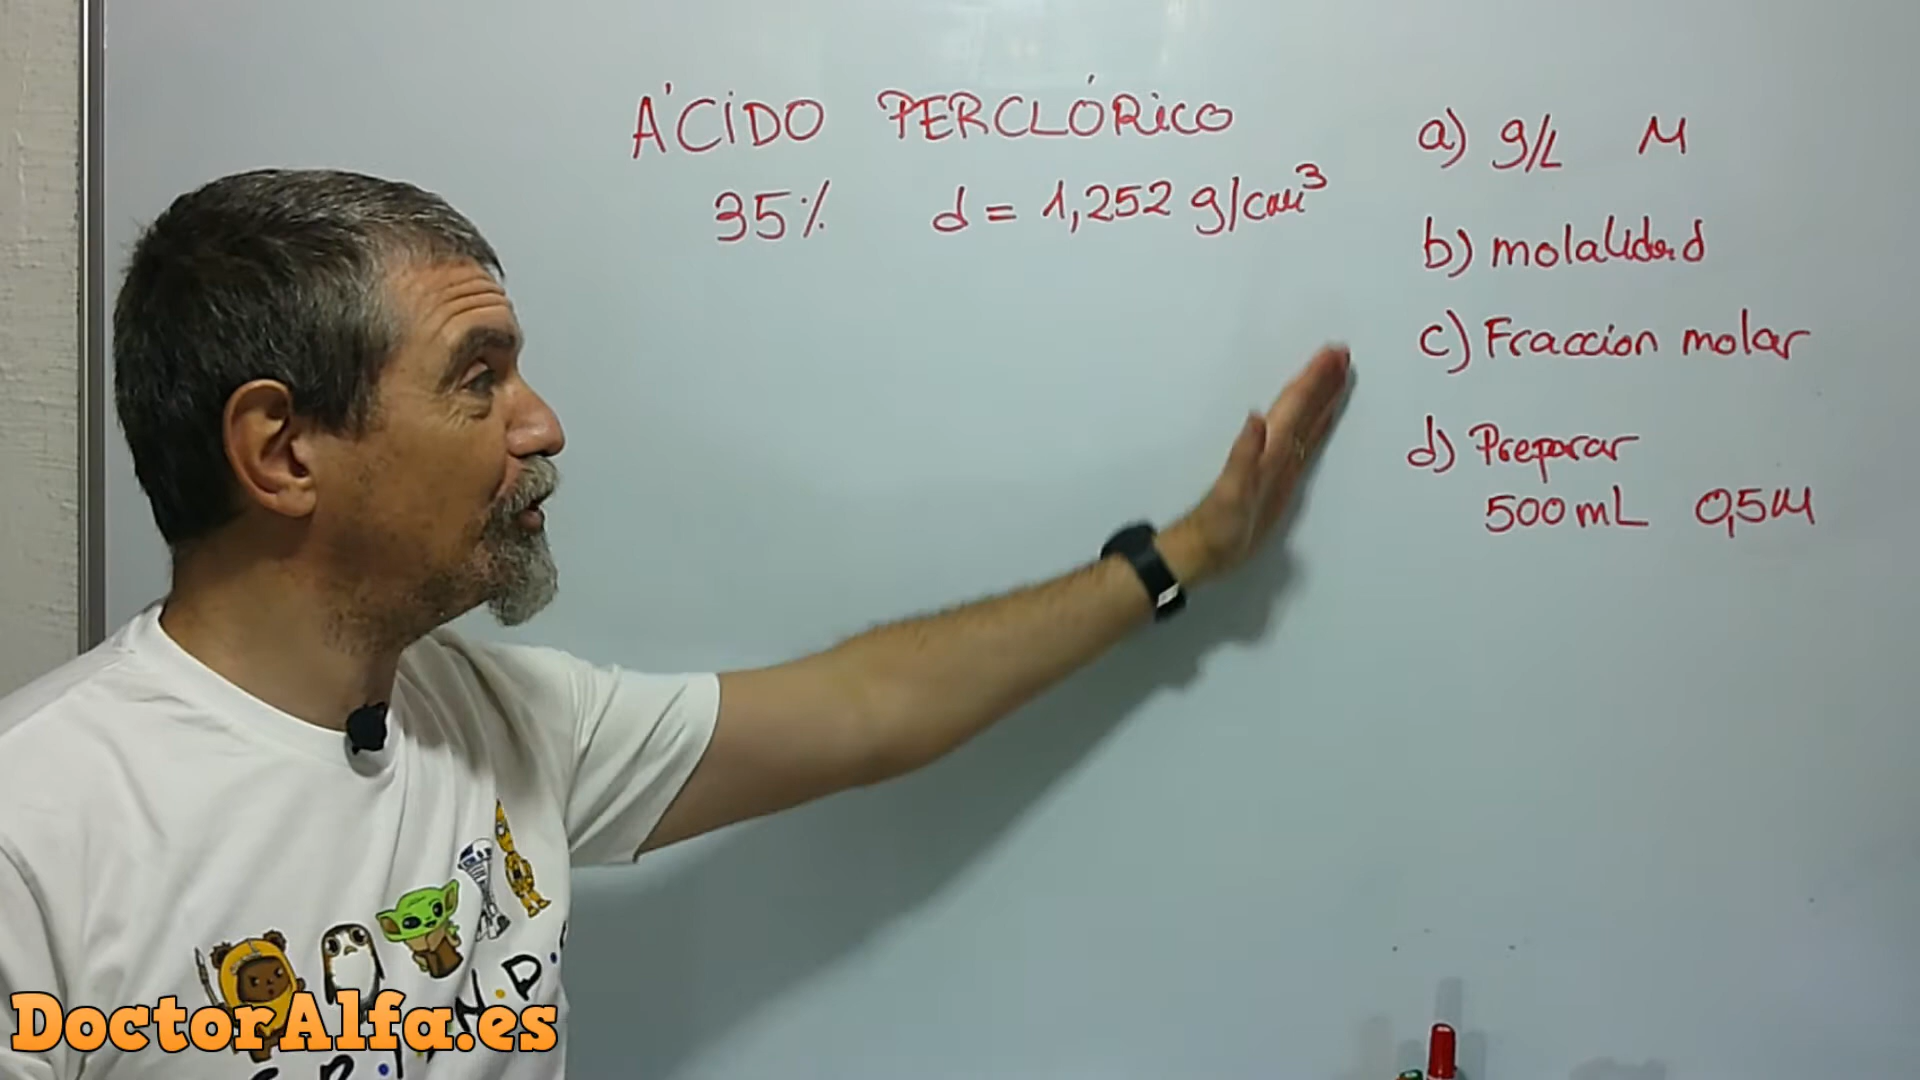 ÁCIDO PERCLÓRICO
35% d = 1,252 g/cm³
a) g/L M
b) molalidad
c) Fraccion molar
d) Preparar
500 mL 0,5M
DoctorAlfa.es